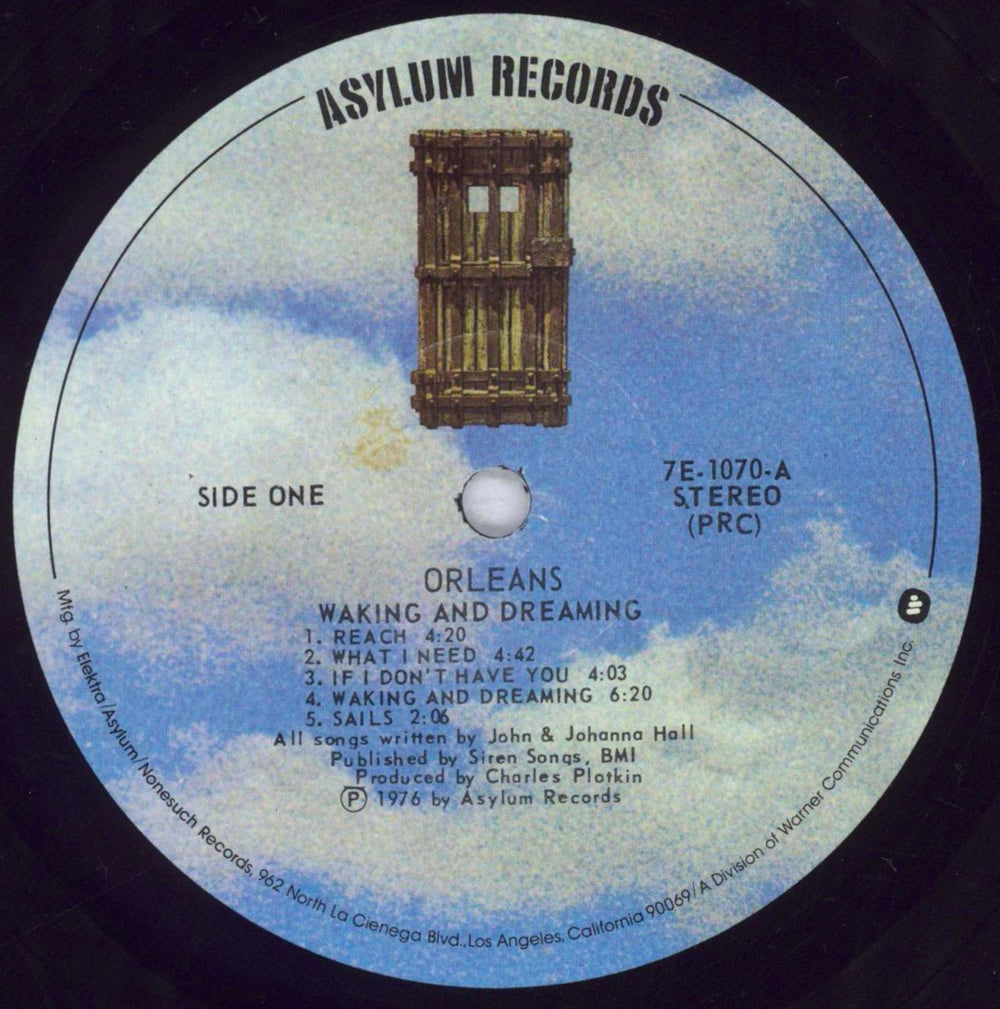 ASYLUM RECORDS
SIDE ONE
7E-1070-A
STEREO
(PRC)
ORLEANS
WAKING AND DREAMING
1. REACH 4:20
2. WHAT I NEED 4:42
3. IF I DON'T HAVE YOU 4:03
4. WAKING AND DREAMING 6:20
5. SAILS 2:06
All songs written by John & Johanna Hall
Published by Siren Songs, BMI
Produced by Charles Plotkin
Ⓟ 1976 by Asylum Records
Mfg. by Elektra/Asylum/Nonesuch Records, 962 North La Cienega Blvd., Los Angeles, California 90069/A Division of Warner Communications Inc.